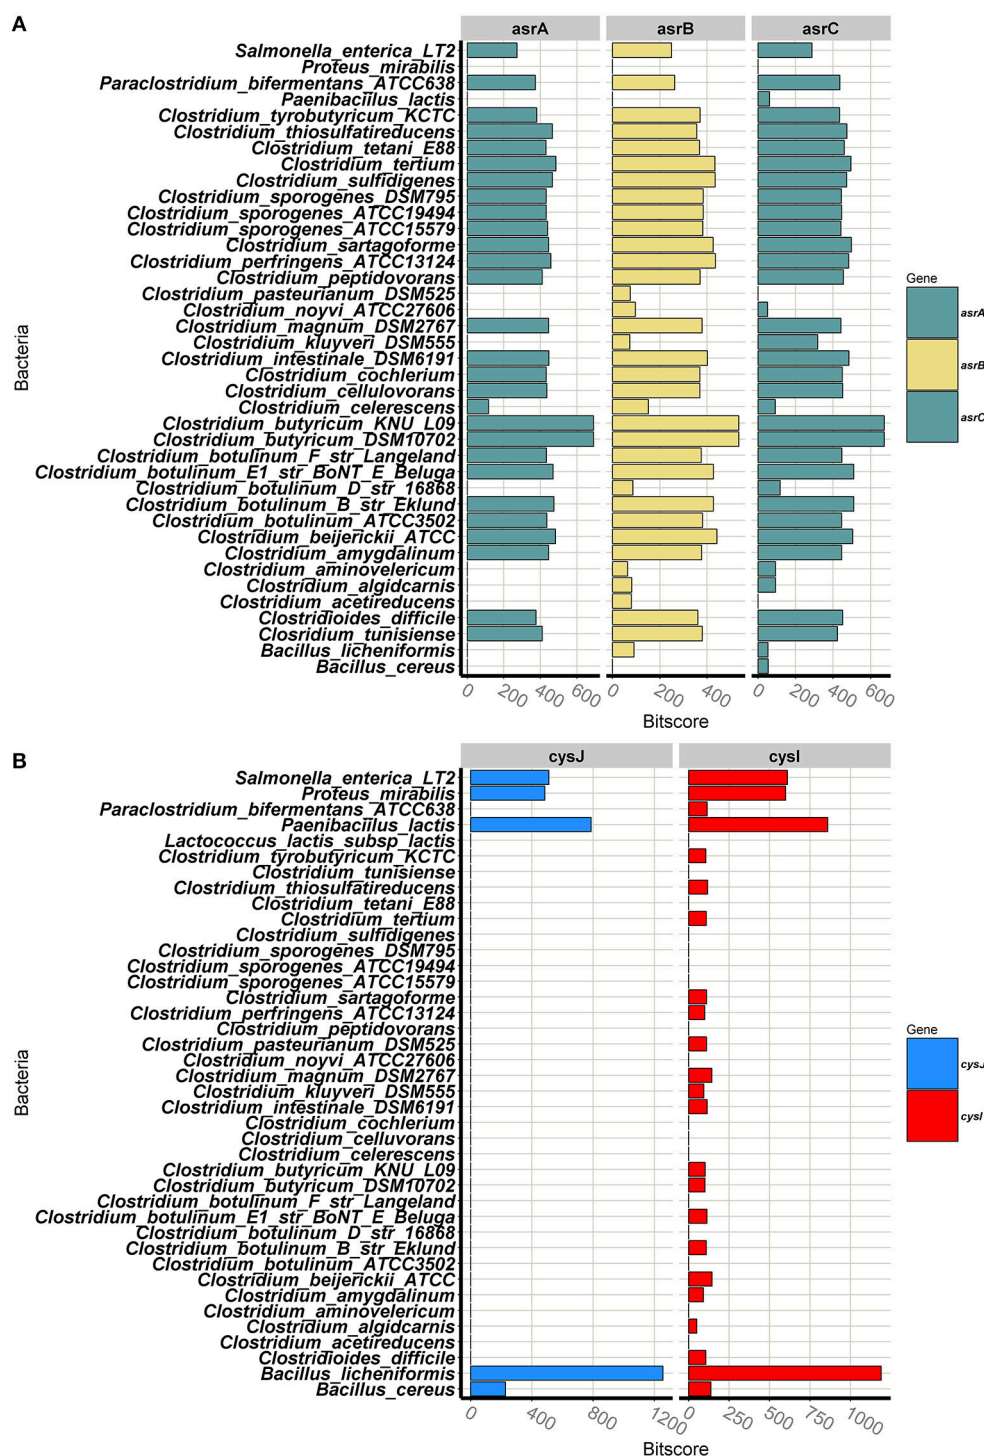 A
asrA asrB asrC
Salmonella_enterica_LT2
Proteus_mirabilis
Paraclostridium_bifermentans_ATCC638
Paenibacillus_lactis
Clostridium_tyrobutyricum_KCTC
Clostridium_thiosulfatireducens
Clostridium_tetani_E88
Clostridium_tertium
Clostridium_sulfidigenes
Clostridium_sporogenes_DSM795
Clostridium_sporogenes_ATCC19494
Clostridium_sporogenes_ATCC15579
Clostridium_sartagoforme
Clostridium_perfringens_ATCC13124
Clostridium_peptidovorans
Clostridium_pasteurianum_DSM525
Clostridium_noyvi_ATCC27606
Clostridium_magnum_DSM2767
Clostridium_kluyveri_DSM555
Clostridium_intestinale_DSM6191
Clostridium_cochlerium
Clostridium_cellulovorans
Clostridium_celerescens
Clostridium_butyricum_KNU_L09
Clostridium_butyricum_DSM10702
Clostridium_botulinum_F_str_Langeland
Clostridium_botulinum_E1_str_BoNT_E_Beluga
Clostridium_botulinum_D_str_16868
Clostridium_botulinum_B_str_Eklund
Clostridium_botulinum_ATCC3502
Clostridium_beijerickii_ATCC
Clostridium_amygdalinum
Clostridium_aminovelericum
Clostridium_algidcarnis
Clostridium_acetireducens
Clostridioides_difficile
Closridium_tunisiense
Bacillus_licheniformis
Bacillus_cereus
Bacteria
0 200 400 600 0 200 400 0 200 400 600
Bitscore
Gene
asrA
asrB
asrC
B
cysJ cysI
Salmonella_enterica_LT2
Proteus_mirabilis
Paraclostridium_bifermentans_ATCC638
Paenibacillus_lactis
Lactococcus_lactis_subsp_lactis
Clostridium_tyrobutyricum_KCTC
Clostridium_tunisiense
Clostridium_thiosulfatireducens
Clostridium_tetani_E88
Clostridium_tertium
Clostridium_sulfidigenes
Clostridium_sporogenes_DSM795
Clostridium_sporogenes_ATCC19494
Clostridium_sporogenes_ATCC15579
Clostridium_sartagoforme
Clostridium_perfringens_ATCC13124
Clostridium_peptidovorans
Clostridium_pasteurianum_DSM525
Clostridium_noyvi_ATCC27606
Clostridium_magnum_DSM2767
Clostridium_kluyveri_DSM555
Clostridium_intestinale_DSM6191
Clostridium_cochlerium
Clostridium_celluvorans
Clostridium_celerescens
Clostridium_butyricum_KNU_L09
Clostridium_butyricum_DSM10702
Clostridium_botulinum_F_str_Langeland
Clostridium_botulinum_E1_str_BoNT_E_Beluga
Clostridium_botulinum_D_str_16868
Clostridium_botulinum_B_str_Eklund
Clostridium_botulinum_ATCC3502
Clostridium_beijerickii_ATCC
Clostridium_amygdalinum
Clostridium_aminovelericum
Clostridium_algidcarnis
Clostridium_acetireducens
Clostridioides_difficile
Bacillus_licheniformis
Bacillus_cereus
Bacteria
0 400 800 1200 0 250 500 750 1000
Bitscore
Gene
cysJ
cysI